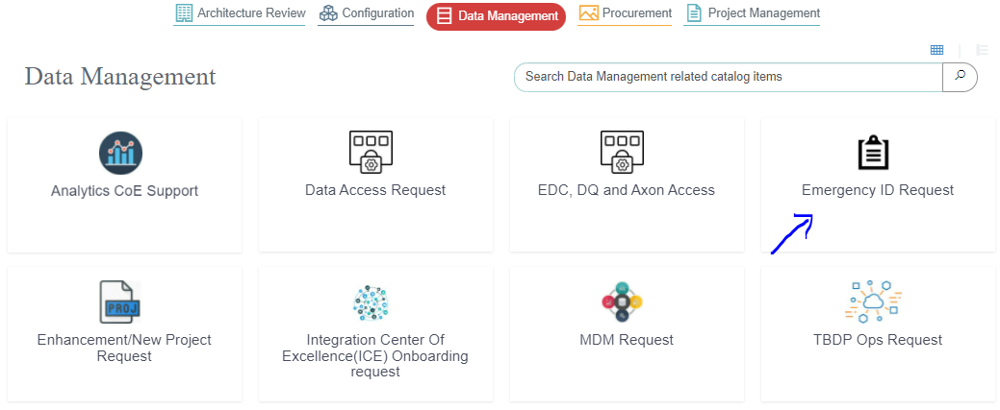 Architecture Review
Configuration
Data Management
Procurement
Project Management
Data Management
Search Data Management related catalog items
Analytics CoE Support
Data Access Request
EDC, DQ and Axon Access
Emergency ID Request
PROJ
Enhancement/New Project
Request
Integration Center Of
Excellence(ICE) Onboarding
request
MDM Request
TBDP Ops Request